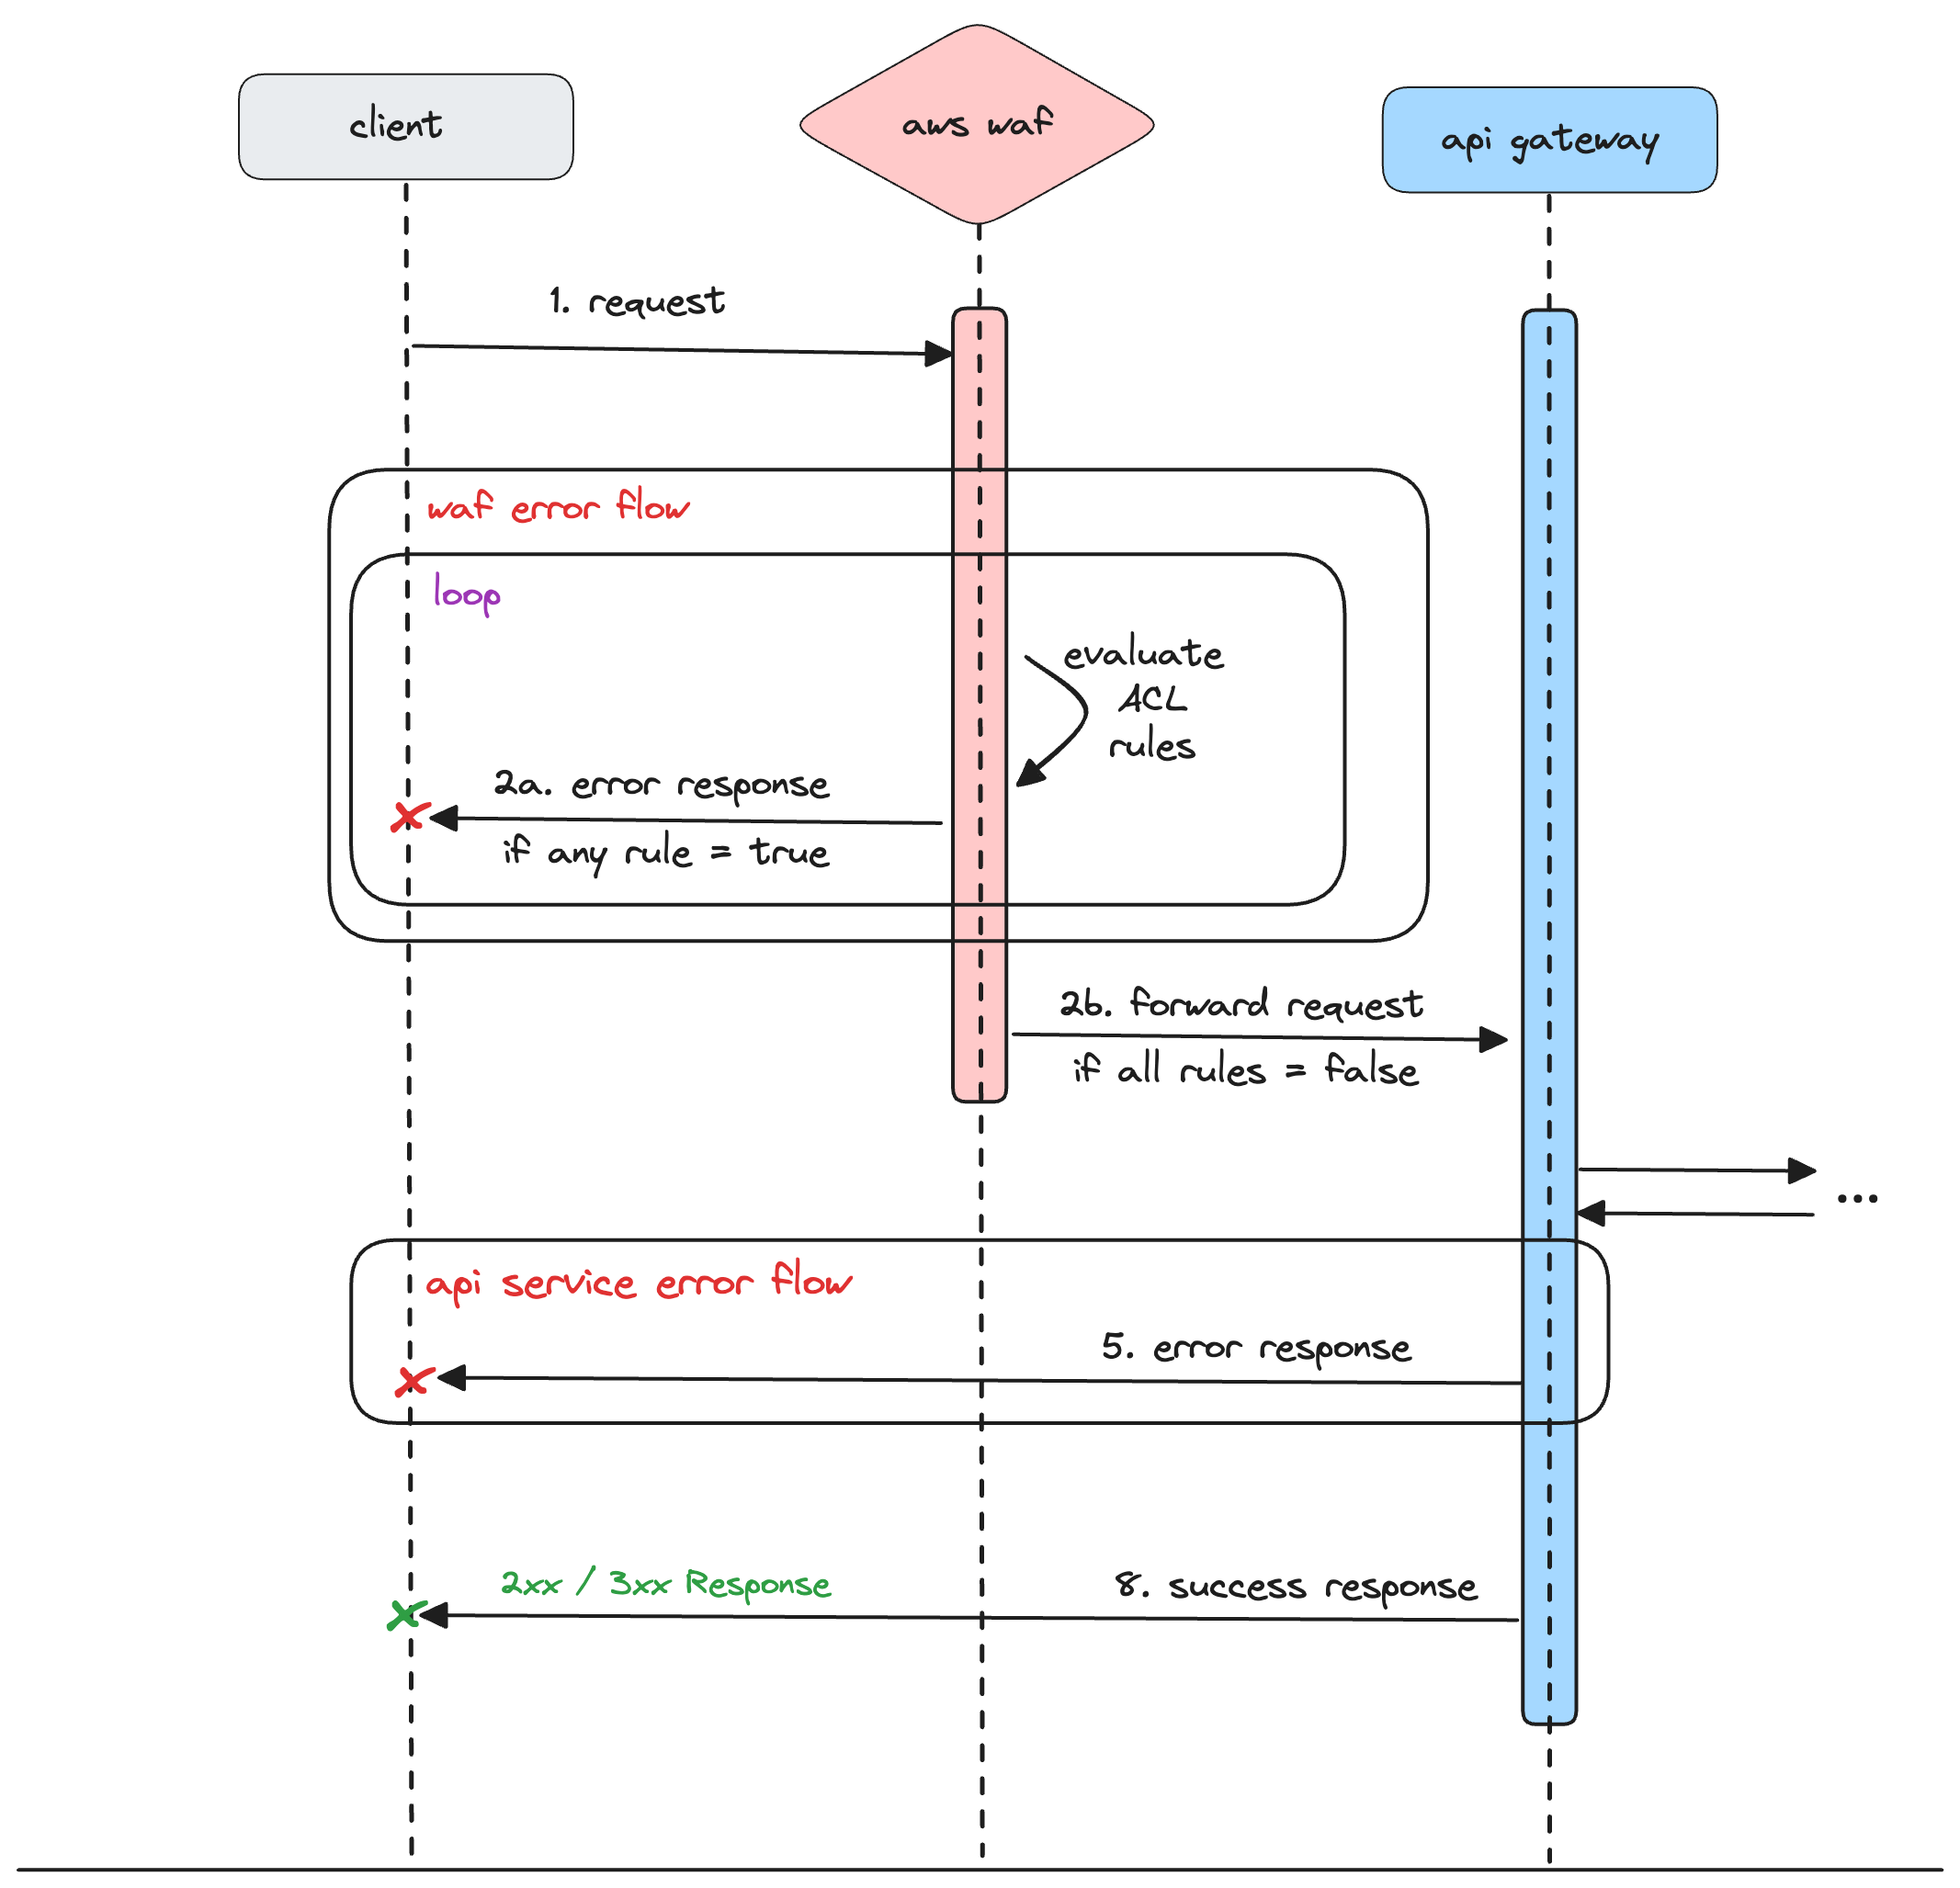 client
aws waf
api gateway
1. request
waf error flow
loop
evaluate
ACL
rules
2a. error response
if any rule = true
2b. forward request
if all rules = false
...
api service error flow
5. error response
2xx / 3xx Response
8. success response